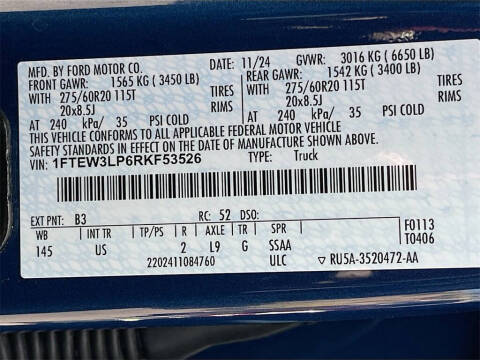 MFD. BY FORD MOTOR CO.
DATE: 11/24 GVWR: 3016 KG (6650 LB)
FRONT GAWR: 1565 KG (3450 LB) REAR GAWR: 1542 KG (3400 LB)
WITH 275/60R20 115T TIRES WITH 275/60R20 115T TIRES
20x8.5J RIMS 20x8.5J RIMS
AT 240 kPa/ 35 PSI COLD AT 240 kPa/ 35 PSI COLD
THIS VEHICLE CONFORMS TO ALL APPLICABLE FEDERAL MOTOR VEHICLE
SAFETY STANDARDS IN EFFECT ON THE DATE OF MANUFACTURE SHOWN ABOVE.
VIN: 1FTEW3LP6RKF53526 TYPE: Truck
EXT PNT: B3 RC: 52 DSO: F0113
WB INT TR TP/PS R AXLE TR SPR T0406
145 US 2 L9 G SSAA
2202411084760 ULC ▽ RU5A-3520472-AA